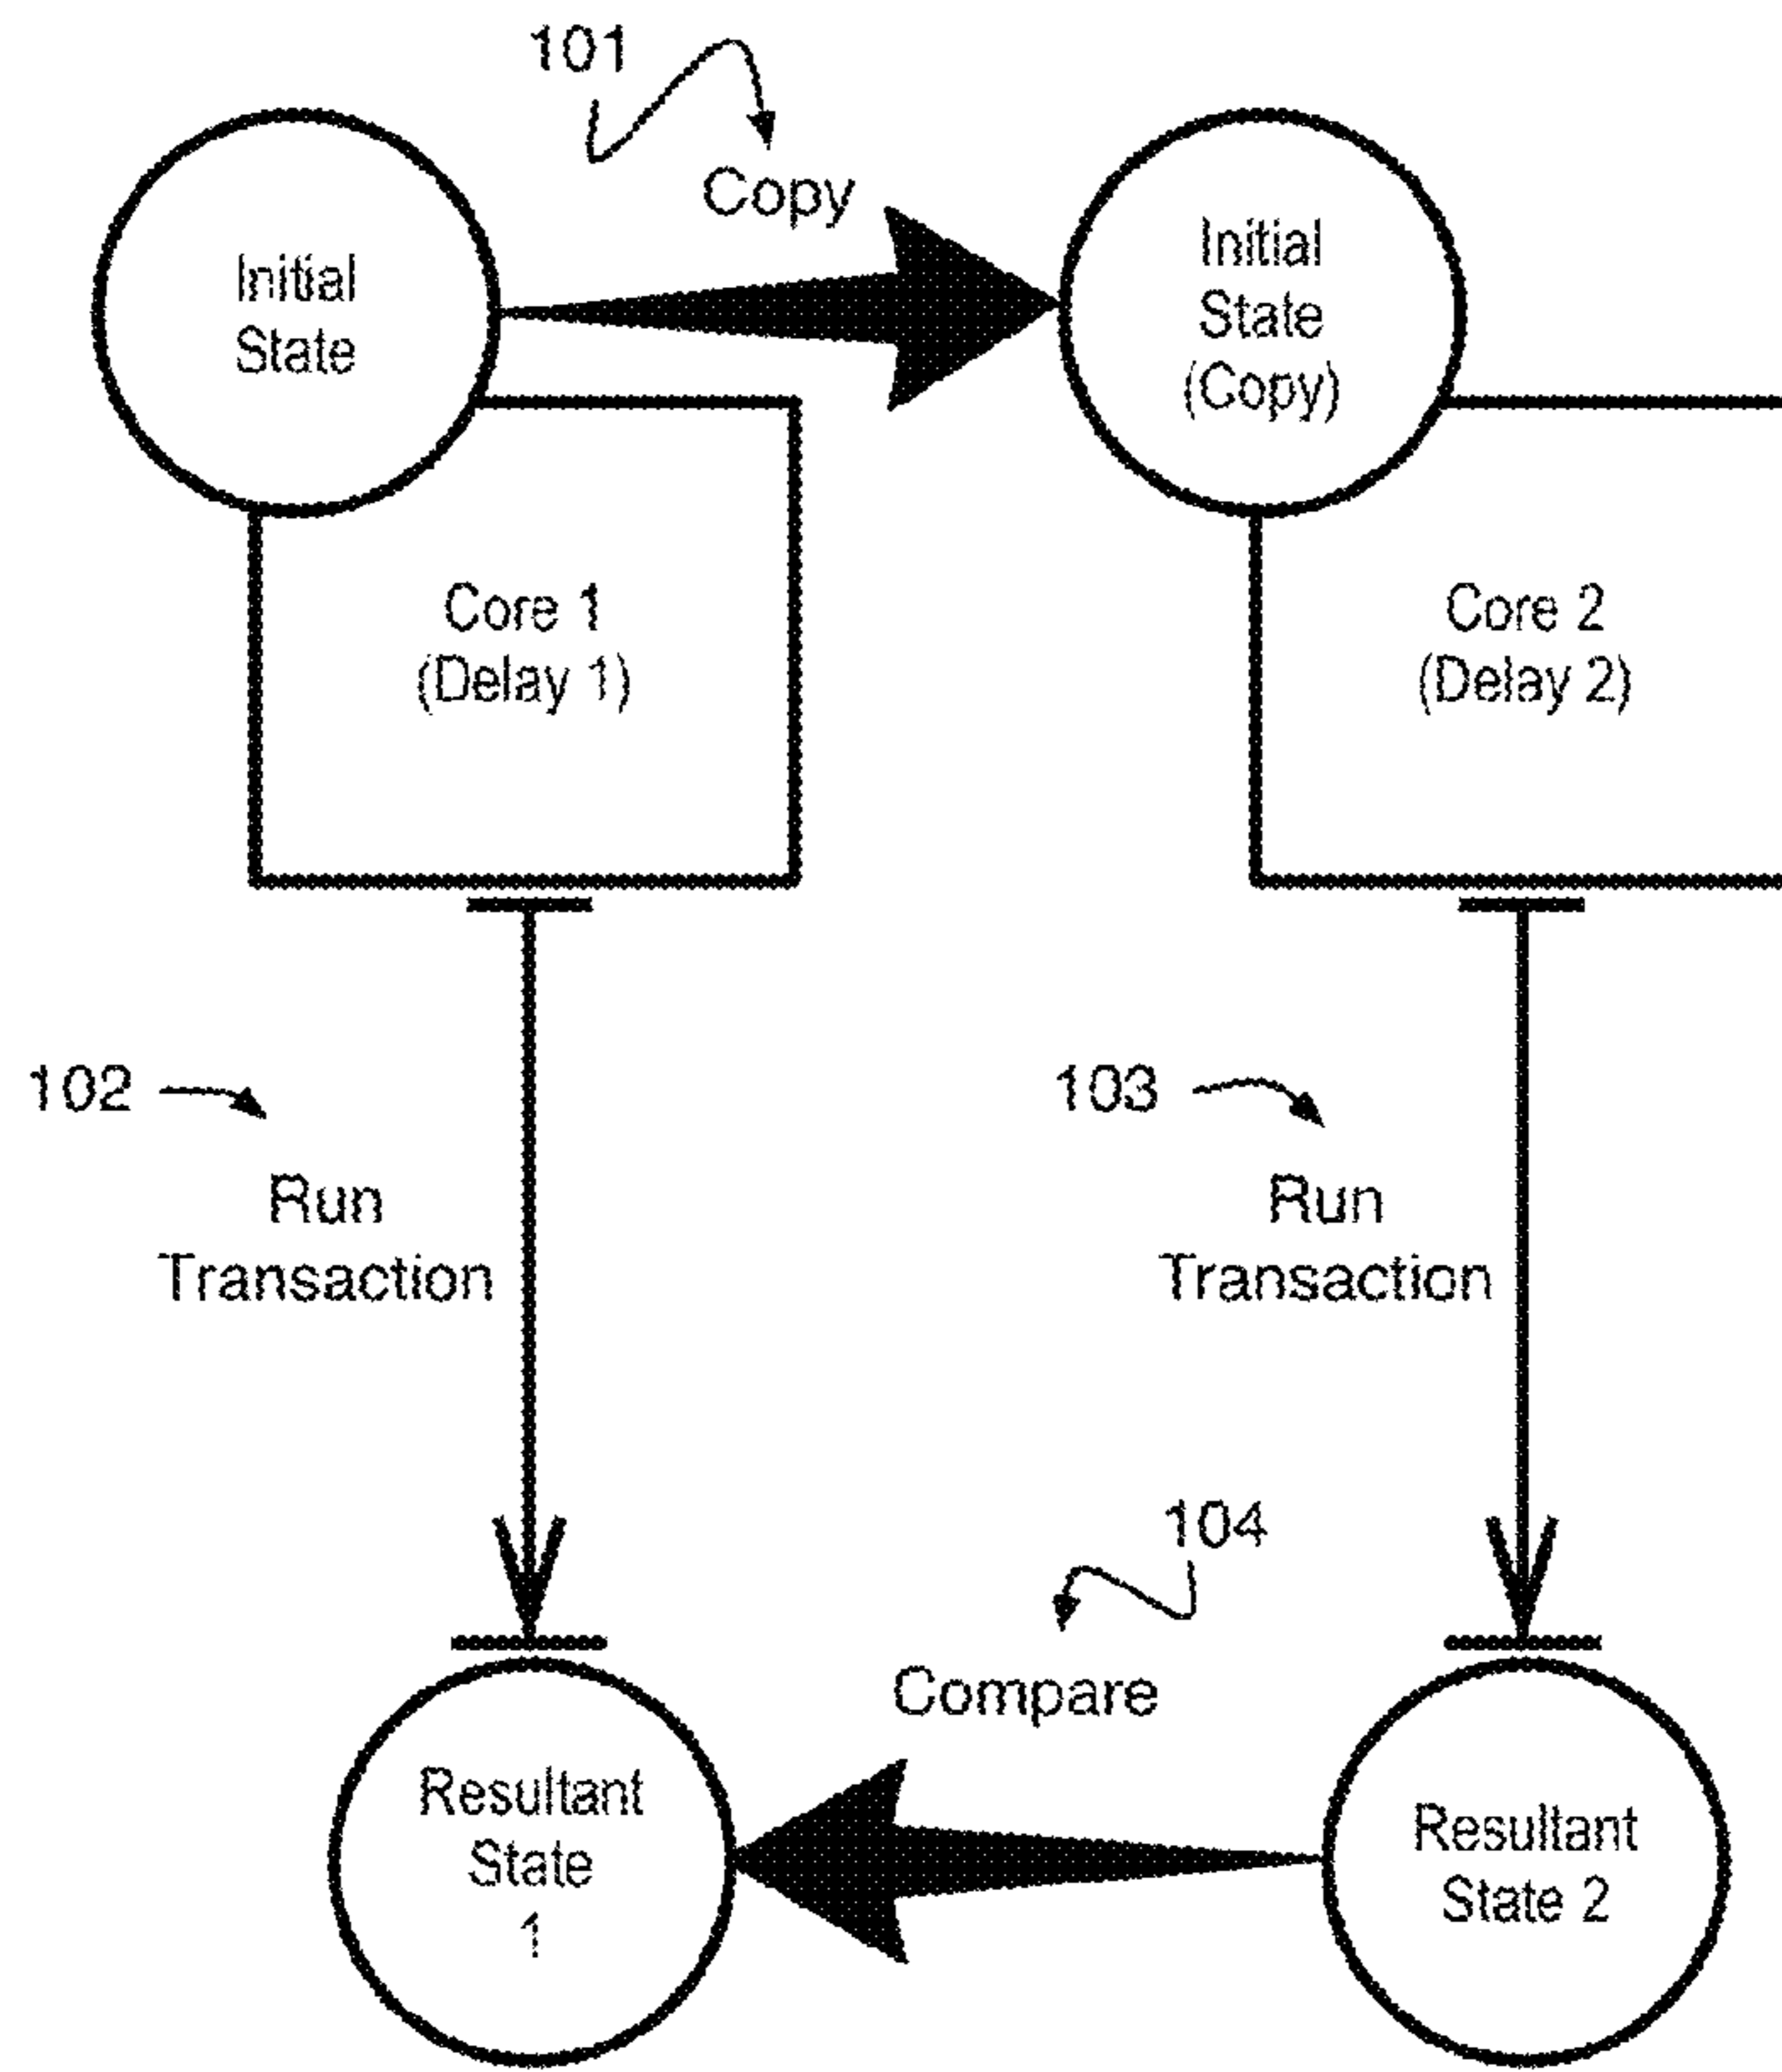 101
Copy
Initial
State
Initial
State
(Copy)
Core 1
(Delay 1)
Core 2
(Delay 2)
102
Run
Transaction
103
Run
Transaction
104
Compare
Resultant
State
1
Resultant
State 2